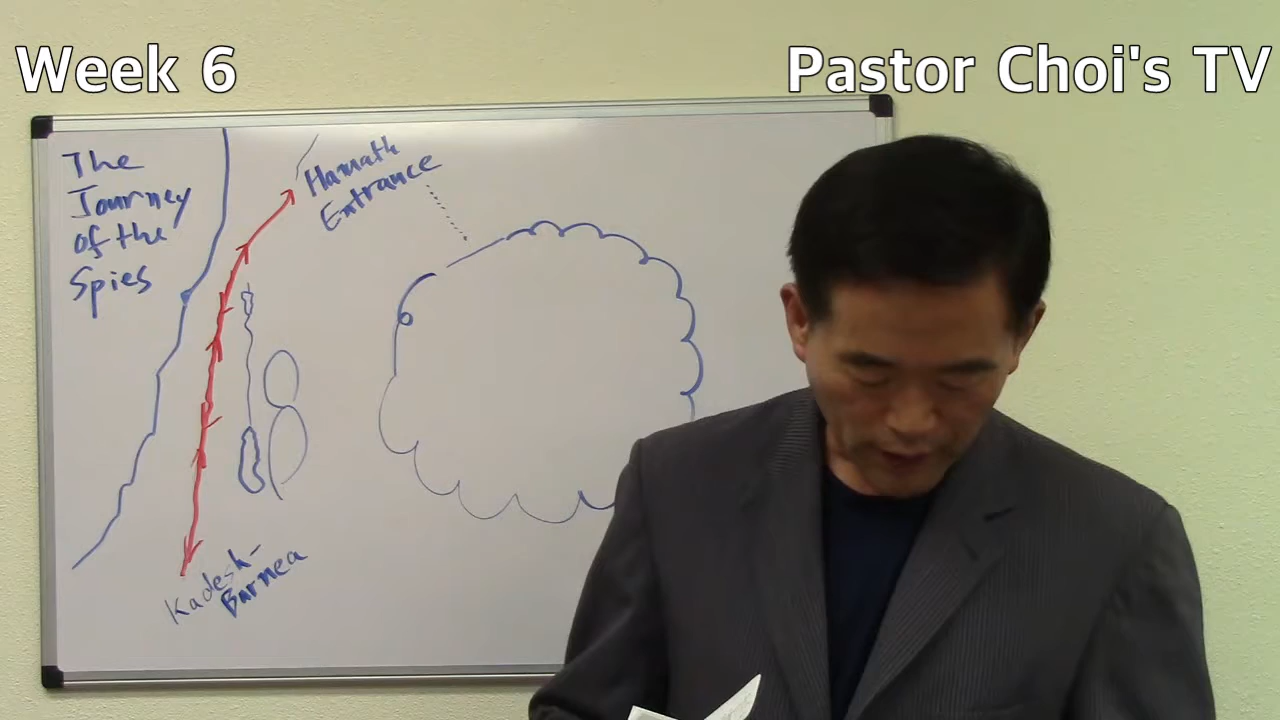 Week 6
Pastor Choi's TV
The
Journey
of the
Spies
Hamath
Entrance
Kadesh-
Barnea